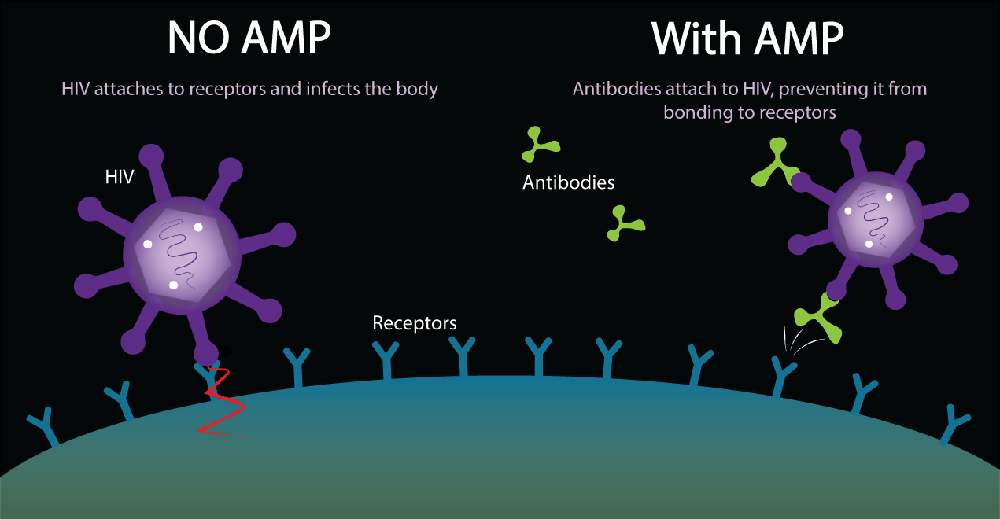 NO AMP
HIV attaches to receptors and infects the body
HIV
Receptors
With AMP
Antibodies attach to HIV, preventing it from
bonding to receptors
Antibodies